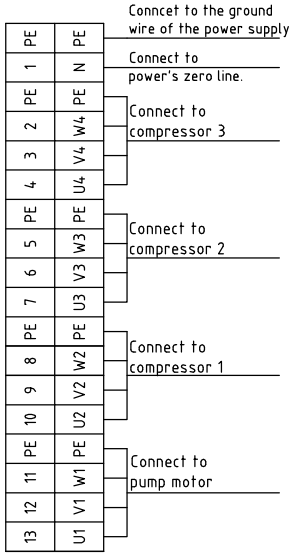 Conncet to the ground
wire of the power supply
PE PE
1 N
Connect to
power's zero line.
PE PE
2 W4
3 V4
4 U4
Connect to
compressor 3
PE PE
5 W3
6 V3
7 U3
Connect to
compressor 2
PE PE
8 W2
9 V2
10 U2
Connect to
compressor 1
PE PE
11 W1
12 V1
13 U1
Connect to
pump motor